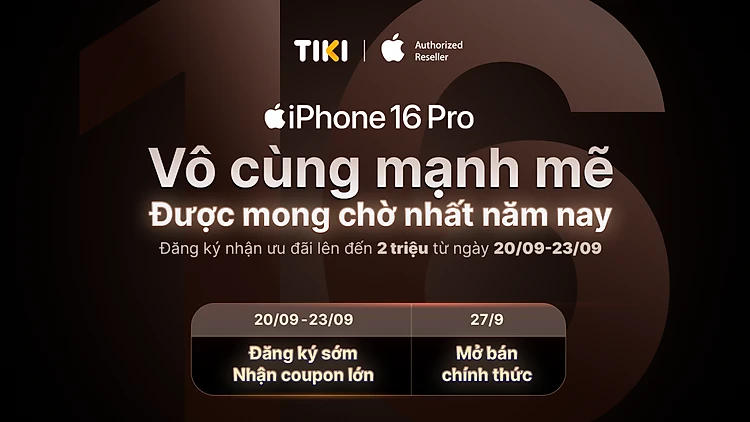 TIKI
Authorized
Reseller
iPhone 16 Pro
Vô cùng mạnh mẽ
Được mong chờ nhất năm nay
Đăng ký nhận ưu đãi lên đến 2 triệu từ ngày 20/09-23/09
20/09-23/09
27/9
Đăng ký sớm
Nhận coupon lớn
Mở bán
chính thức
16